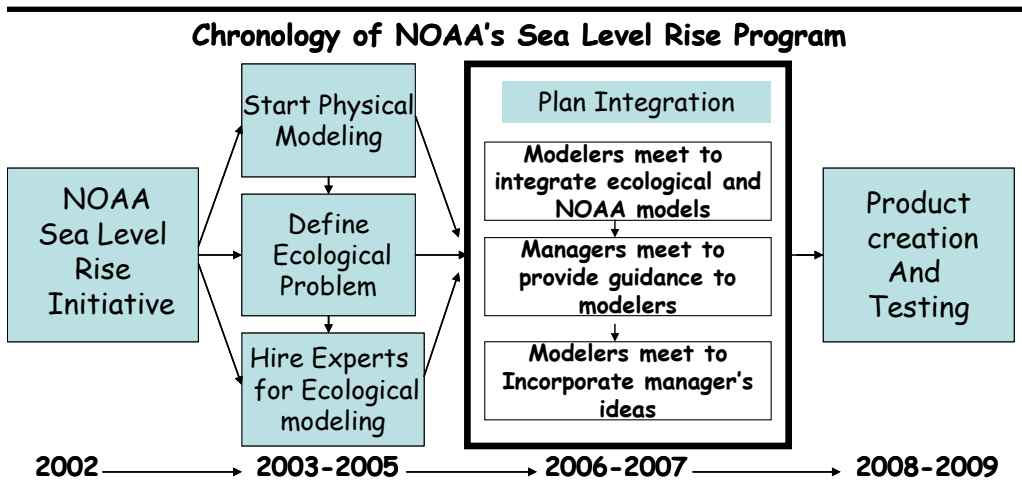 Chronology of NOAA's Sea Level Rise Program
NOAA
Sea Level
Rise
Initiative
Start Physical
Modeling
Define
Ecological
Problem
Hire Experts
for Ecological
modeling
Plan Integration
Modelers meet to
integrate ecological and
NOAA models
Managers meet to
provide guidance to
modelers
Modelers meet to
Incorporate manager's
ideas
Product
creation
And
Testing
2002
2003-2005
2006-2007
2008-2009